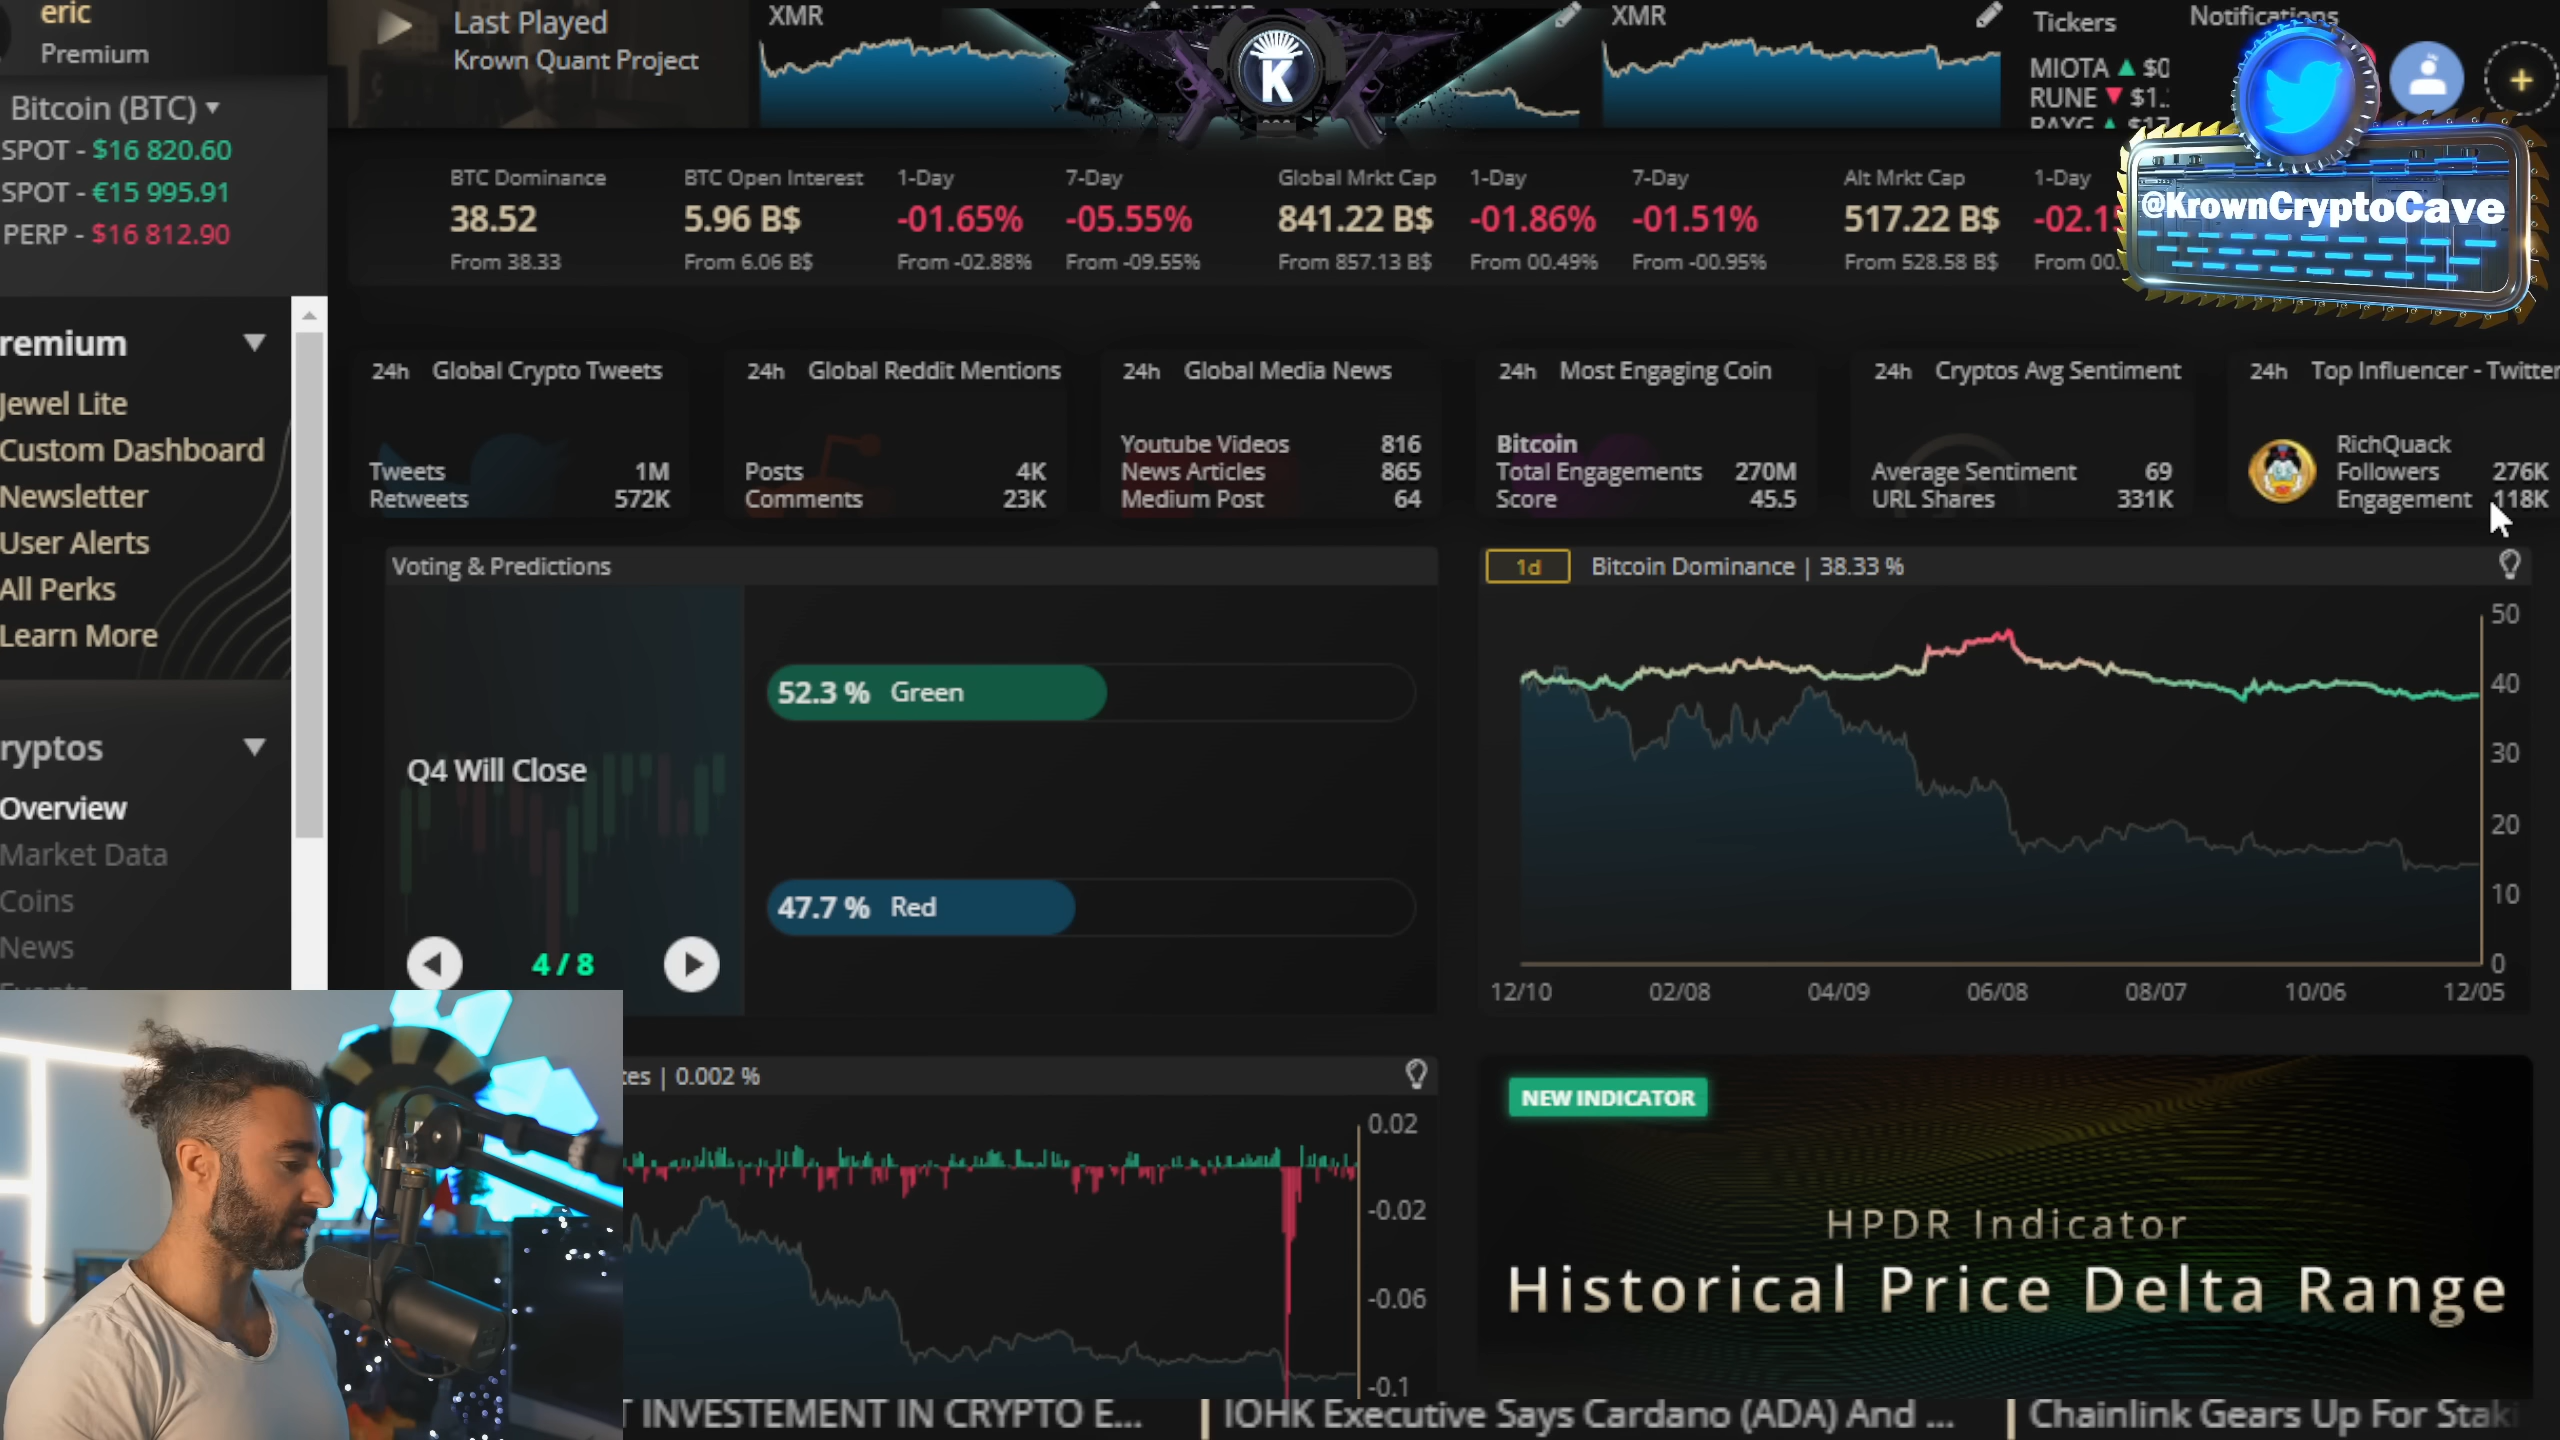 eric
Premium
Bitcoin (BTC)
SPOT - $16 820.60
SPOT - €15 995.91
PERP - $16 812.90
Last Played
Krown Quant Project
XMR
K
XMR
Tickers
MIOTA ▲ $0
RUNE ▼ $1.
Notifications
@KrownCryptoCave
BTC Dominance
38.52
From 38.33
BTC Open Interest
5.96 B$
From 6.06 B$
1-Day
-01.65%
From -02.88%
7-Day
-05.55%
From -09.55%
Global Mrkt Cap
841.22 B$
From 857.13 B$
1-Day
-01.86%
From 00.49%
7-Day
-01.51%
From -00.95%
Alt Mrkt Cap
517.22 B$
From 528.58 B$
1-Day
-02.1
From 00.
remium
Jewel Lite
Custom Dashboard
Newsletter
User Alerts
All Perks
Learn More
ryptos
Overview
Market Data
Coins
News
Events
24h Global Crypto Tweets
Tweets 1M
Retweets 572K
24h Global Reddit Mentions
Posts 4K
Comments 23K
24h Global Media News
Youtube Videos 816
News Articles 865
Medium Post 64
24h Most Engaging Coin
Bitcoin
Total Engagements 270M
Score 45.5
24h Cryptos Avg Sentiment
Average Sentiment 69
URL Shares 331K
24h Top Influencer - Twitter
RichQuack
Followers 276K
Engagement 118K
Voting & Predictions
Q4 Will Close
4 / 8
52.3 % Green
47.7 % Red
1d Bitcoin Dominance | 38.33 %
50
40
30
20
10
0
12/10 02/08 04/09 06/08 08/07 10/06 12/05
tes | 0.002 %
0.02
-0.02
-0.06
-0.1
NEW INDICATOR
HPDR Indicator
Historical Price Delta Range
T INVESTEMENT IN CRYPTO E...
IOHK Executive Says Cardano (ADA) And ...
Chainlink Gears Up For Staki